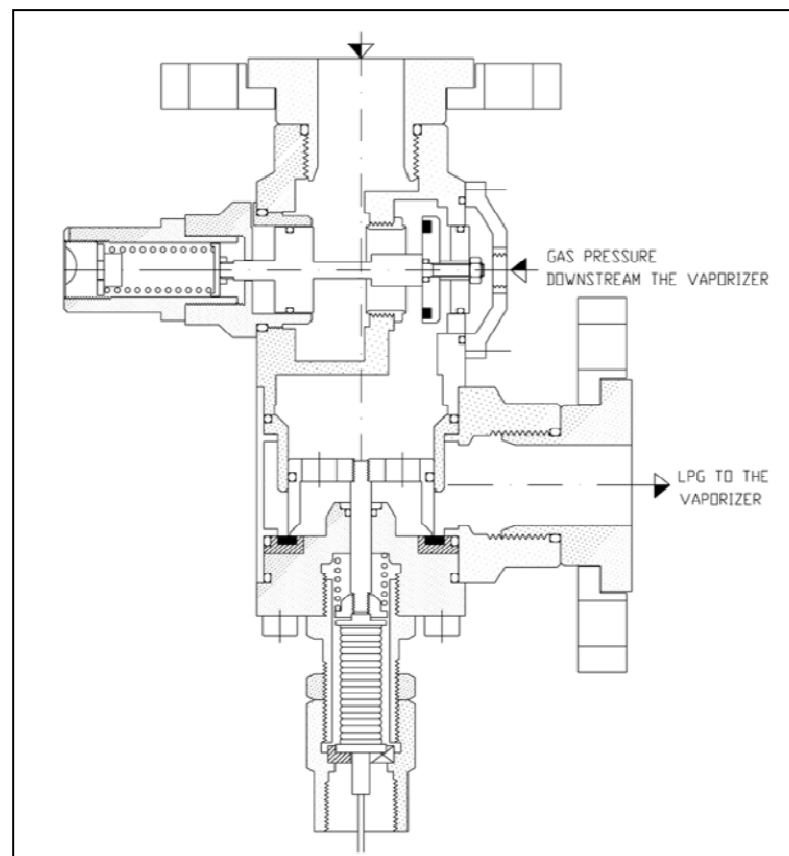 GAS PRESSURE
DOWNSTREAM THE VAPORIZER
LPG TO THE
VAPORIZER